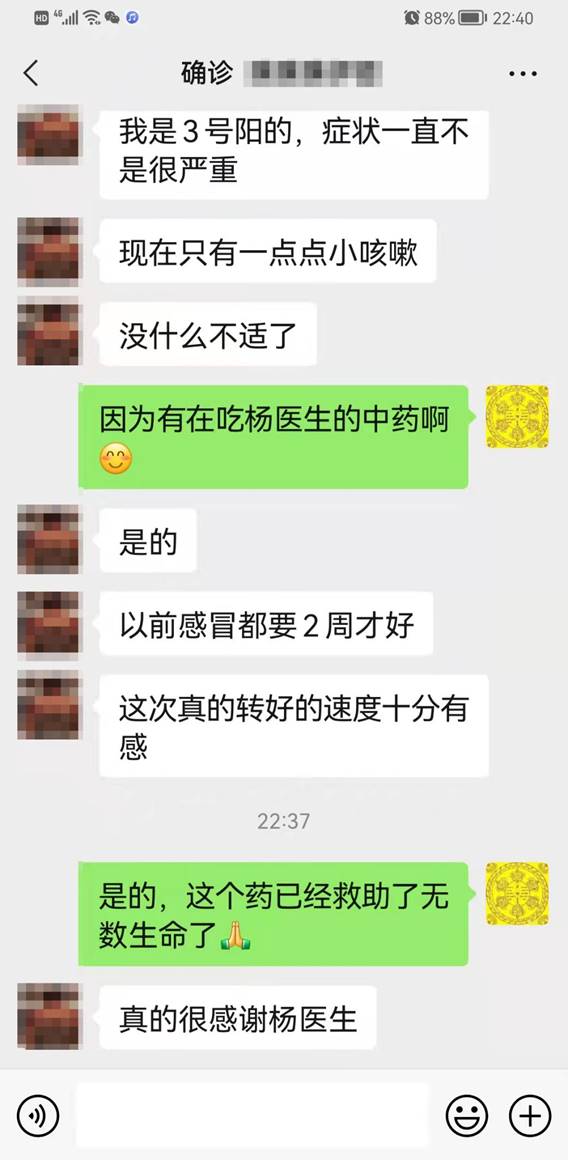 HD 4G 88% 22:40
确诊
我是3号阳的，症状一直不
是很严重
现在只有一点点小咳嗽
没什么不适了
因为有在吃杨医生的中药啊
😊
是的
以前感冒都要2周才好
这次真的转好的速度十分有
感
22:37
是的，这个药已经救助了无
数生命了🙏
真的很感谢杨医生